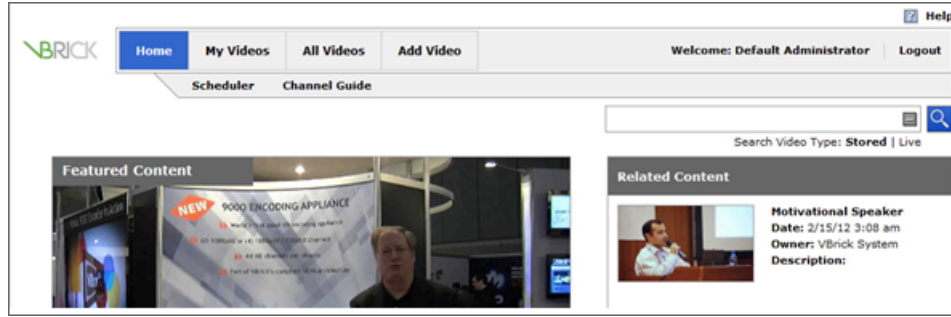 Help
VBRICK
Home My Videos All Videos Add Video Welcome: Default Administrator Logout
Scheduler Channel Guide
Search Video Type: Stored | Live
Featured Content
Related Content
NEW 9000 ENCODING APPLIANCE
Motivational Speaker
Date: 2/15/12 3:08 am
Owner: VBrick System
Description: